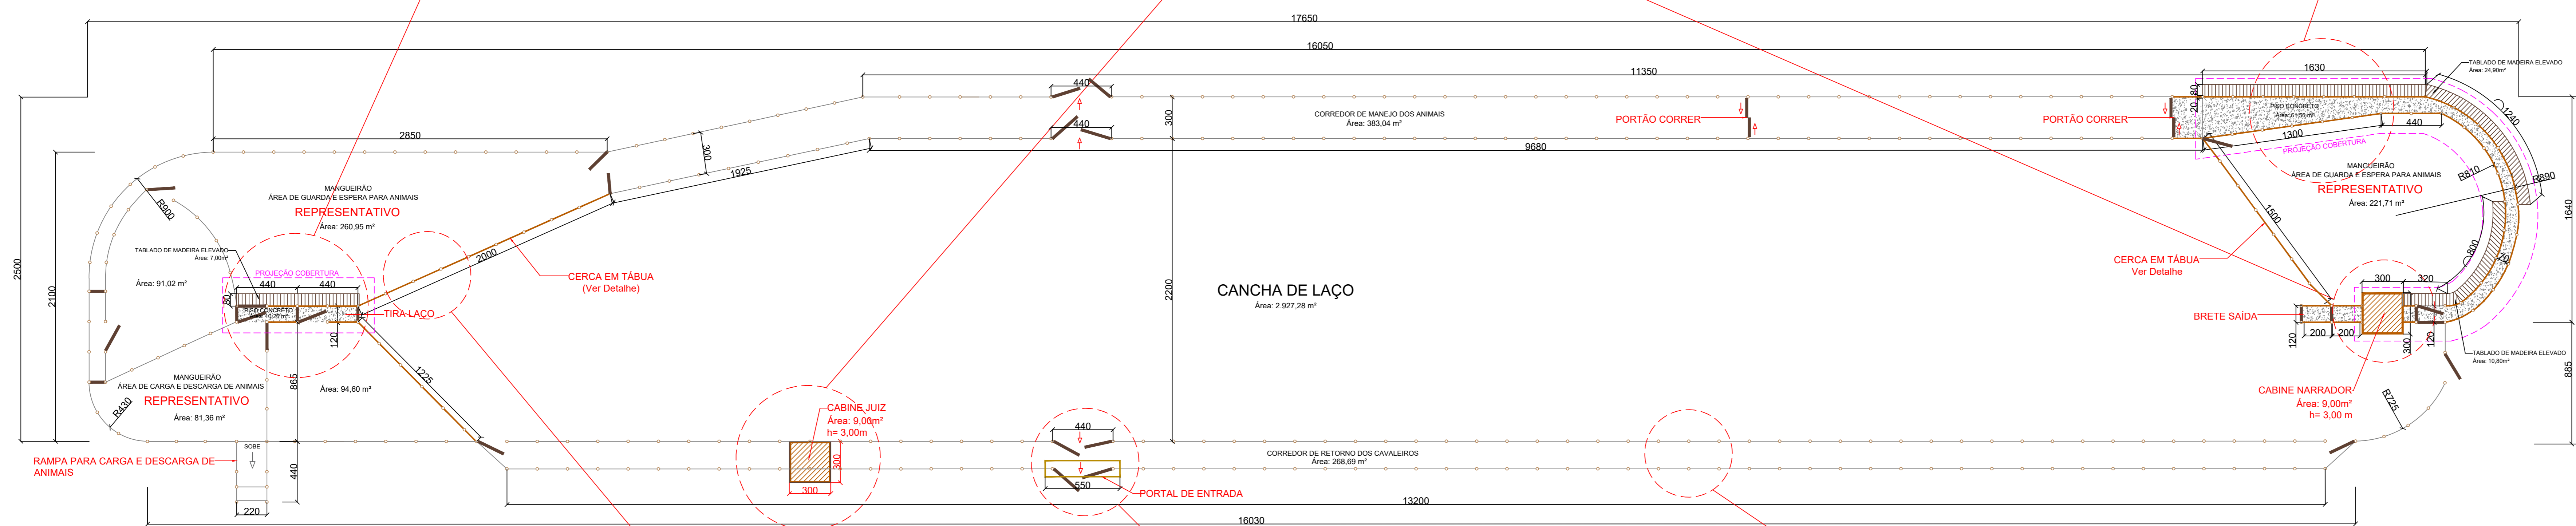 17650
16050
11350
1630
440
2850
300
440
1925
300
9680
CORREDOR DE MANEJO DOS ANIMAIS
Área: 383,04 m²
PORTÃO CORRER
PORTÃO CORRER
80
20
PISO CONCRETO
1300
440
PROJEÇÃO COBERTURA
TABLADO DE MADEIRA ELEVADO
Área: 24,90m²
1240
R810
R890
MANGUEIRÃO
ÁREA DE GUARDA E ESPERA PARA ANIMAIS
REPRESENTATIVO
Área: 221,71 m²
1640
2500
2100
R900
MANGUEIRÃO
ÁREA DE GUARDA E ESPERA PARA ANIMAIS
REPRESENTATIVO
Área: 260,95 m²
TABLADO DE MADEIRA ELEVADO
Área: 7,00m²
PROJEÇÃO COBERTURA
Área: 91,02 m²
440
440
80
PISO CONCRETO
TIRA LAÇO
120
2000
CERCA EM TÁBUA
(Ver Detalhe)
2200
CANCHA DE LAÇO
Área: 2.927,28 m²
1500
CERCA EM TÁBUA
Ver Detalhe
800
300
320
BRETE SAÍDA
120
200
200
300
120
TABLADO DE MADEIRA ELEVADO
Área: 10,80m²
885
MANGUEIRÃO
ÁREA DE CARGA E DESCARGA DE ANIMAIS
REPRESENTATIVO
Área: 81,36 m²
865
Área: 94,60 m²
1225
R430
CABINE JUIZ
Área: 9,00m²
h= 3,00m
300
300
440
CABINE NARRADOR
Área: 9,00m²
h= 3,00 m
R725
SOBE
RAMPA PARA CARGA E DESCARGA DE
ANIMAIS
440
220
CORREDOR DE RETORNO DOS CAVALEIROS
Área: 268,69 m²
550
PORTAL DE ENTRADA
13200
16030